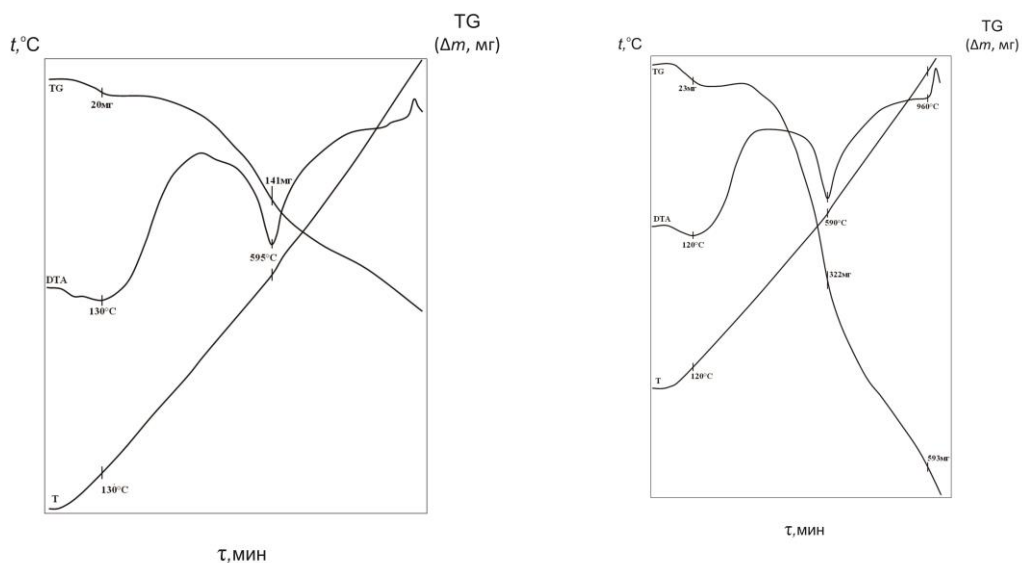 TG
t,°C
(Δm, мг)
TG
20мг
141мг
595°C
DTA
130°C
T
130°C
τ,мин
TG
t,°C
(Δm, мг)
TG
23мг
960°C
DTA
120°C
590°C
322мг
T
120°C
593мг
τ,мин